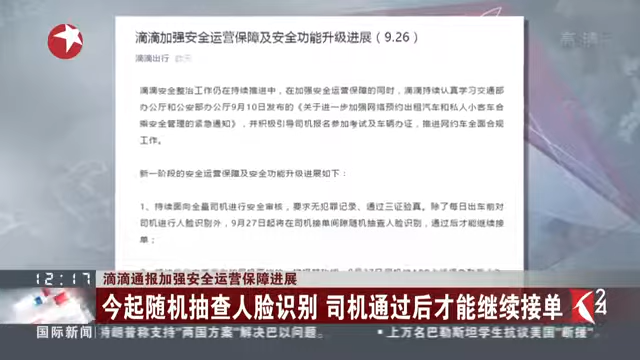 滴滴加强安全运营保障及安全功能升级进展（9.26）
滴滴出行
滴滴安全整治工作仍在持续推进中，在加强安全运营保障的同时，滴滴持续认真学习交通部
办公厅和公安部办公厅9月10日发布的《关于进一步加强网络预约出租汽车和私人小客车合
乘安全管理的紧急通知》，并积极引导司机报名参加考试及车辆办证，推进网约车全面合规
工作。
新一阶段的安全运营保障及安全功能升级进展如下：
1、持续面向全量司机进行安全审核，要求无犯罪记录、通过三证验真。除了每日出车前对
司机进行人脸识别外，9月27日起将在司机接单间隙随机抽查人脸识别，通过后才能继续接
单；
12:17
滴滴通报加强安全运营保障进展
今起随机抽查人脸识别 司机通过后才能继续接单
24
国际新闻
特朗普称支持“两国方案”解决巴以问题。
·上万名巴勒斯坦学生抗议美国“断援”